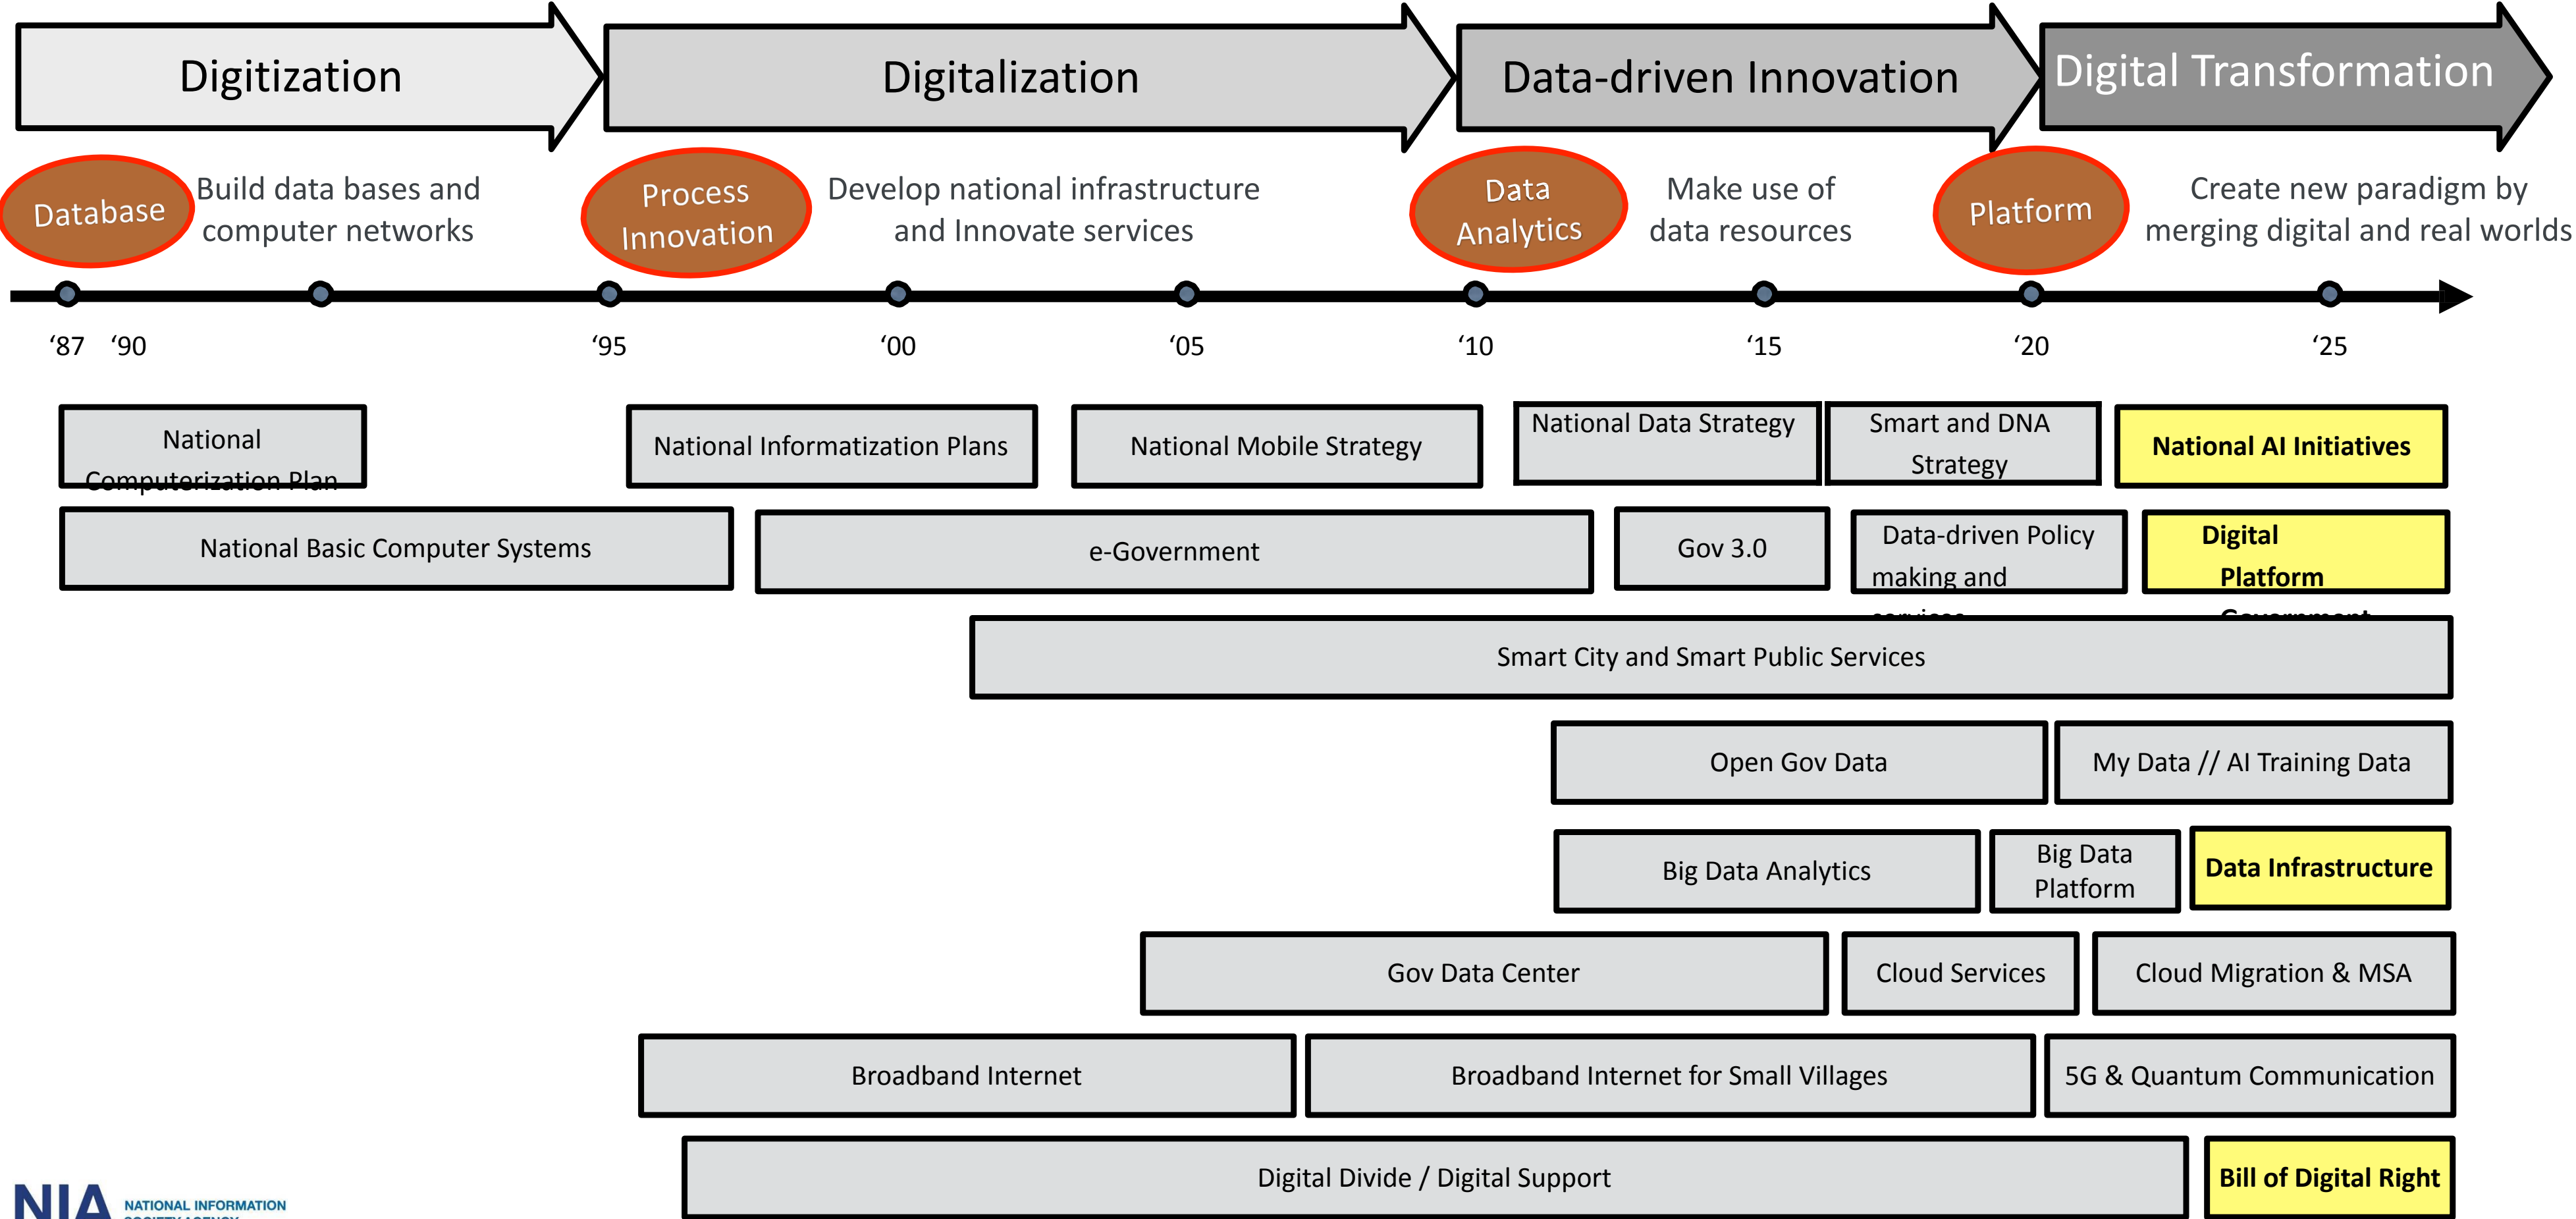 Digitization
Digitalization
Data-driven Innovation
Digital Transformation
Database
Build data bases and
computer networks
Process
Innovation
Develop national infrastructure
and Innovate services
Data
Analytics
Make use of
data resources
Platform
Create new paradigm by
merging digital and real worlds
‘87 ‘90 ‘95 ‘00 ‘05 ‘10 ‘15 ‘20 ‘25
National
Computerization Plan
National Informatization Plans
National Mobile Strategy
National Data Strategy
Smart and DNA
Strategy
National AI Initiatives
National Basic Computer Systems
e-Government
Gov 3.0
Data-driven Policy
making and
services
Digital
Platform
Government
Smart City and Smart Public Services
Open Gov Data
My Data // AI Training Data
Big Data Analytics
Big Data
Platform
Data Infrastructure
Gov Data Center
Cloud Services
Cloud Migration & MSA
Broadband Internet
Broadband Internet for Small Villages
5G & Quantum Communication
Digital Divide / Digital Support
Bill of Digital Right
NIA
NATIONAL INFORMATION
SOCIETY AGENCY